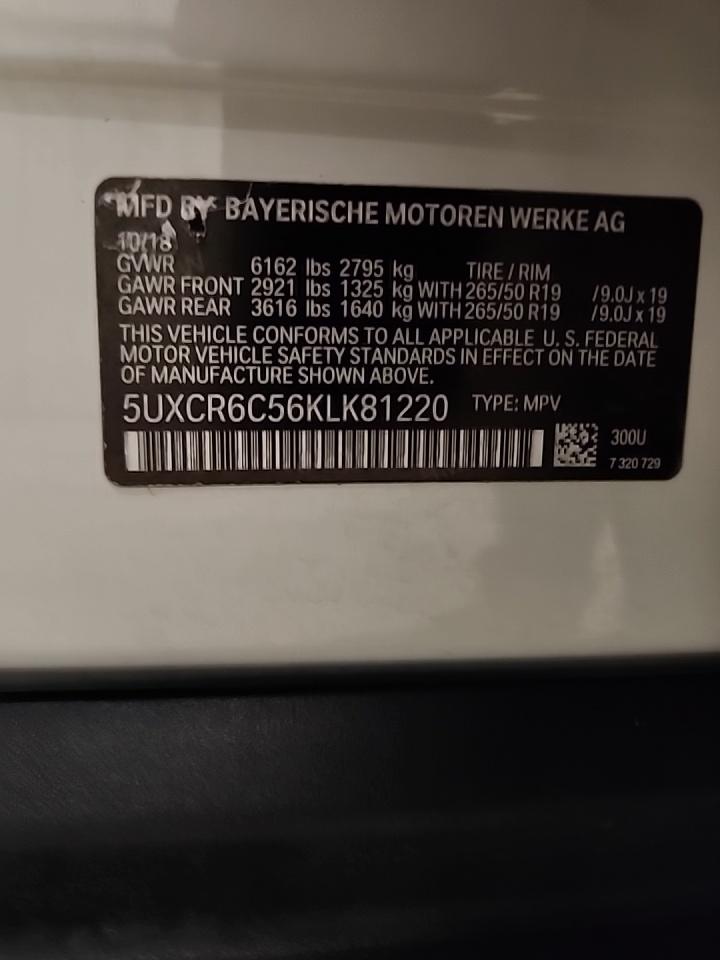 MFD BY BAYERISCHE MOTOREN WERKE AG
10/18
GVWR 6162 lbs 2795 kg TIRE / RIM
GAWR FRONT 2921 lbs 1325 kg WITH 265/50 R19 /9.0J x 19
GAWR REAR 3616 lbs 1640 kg WITH 265/50 R19 /9.0J x 19
THIS VEHICLE CONFORMS TO ALL APPLICABLE U. S. FEDERAL
MOTOR VEHICLE SAFETY STANDARDS IN EFFECT ON THE DATE
OF MANUFACTURE SHOWN ABOVE.
5UXCR6C56KLK81220 TYPE: MPV
300U
7 320 729